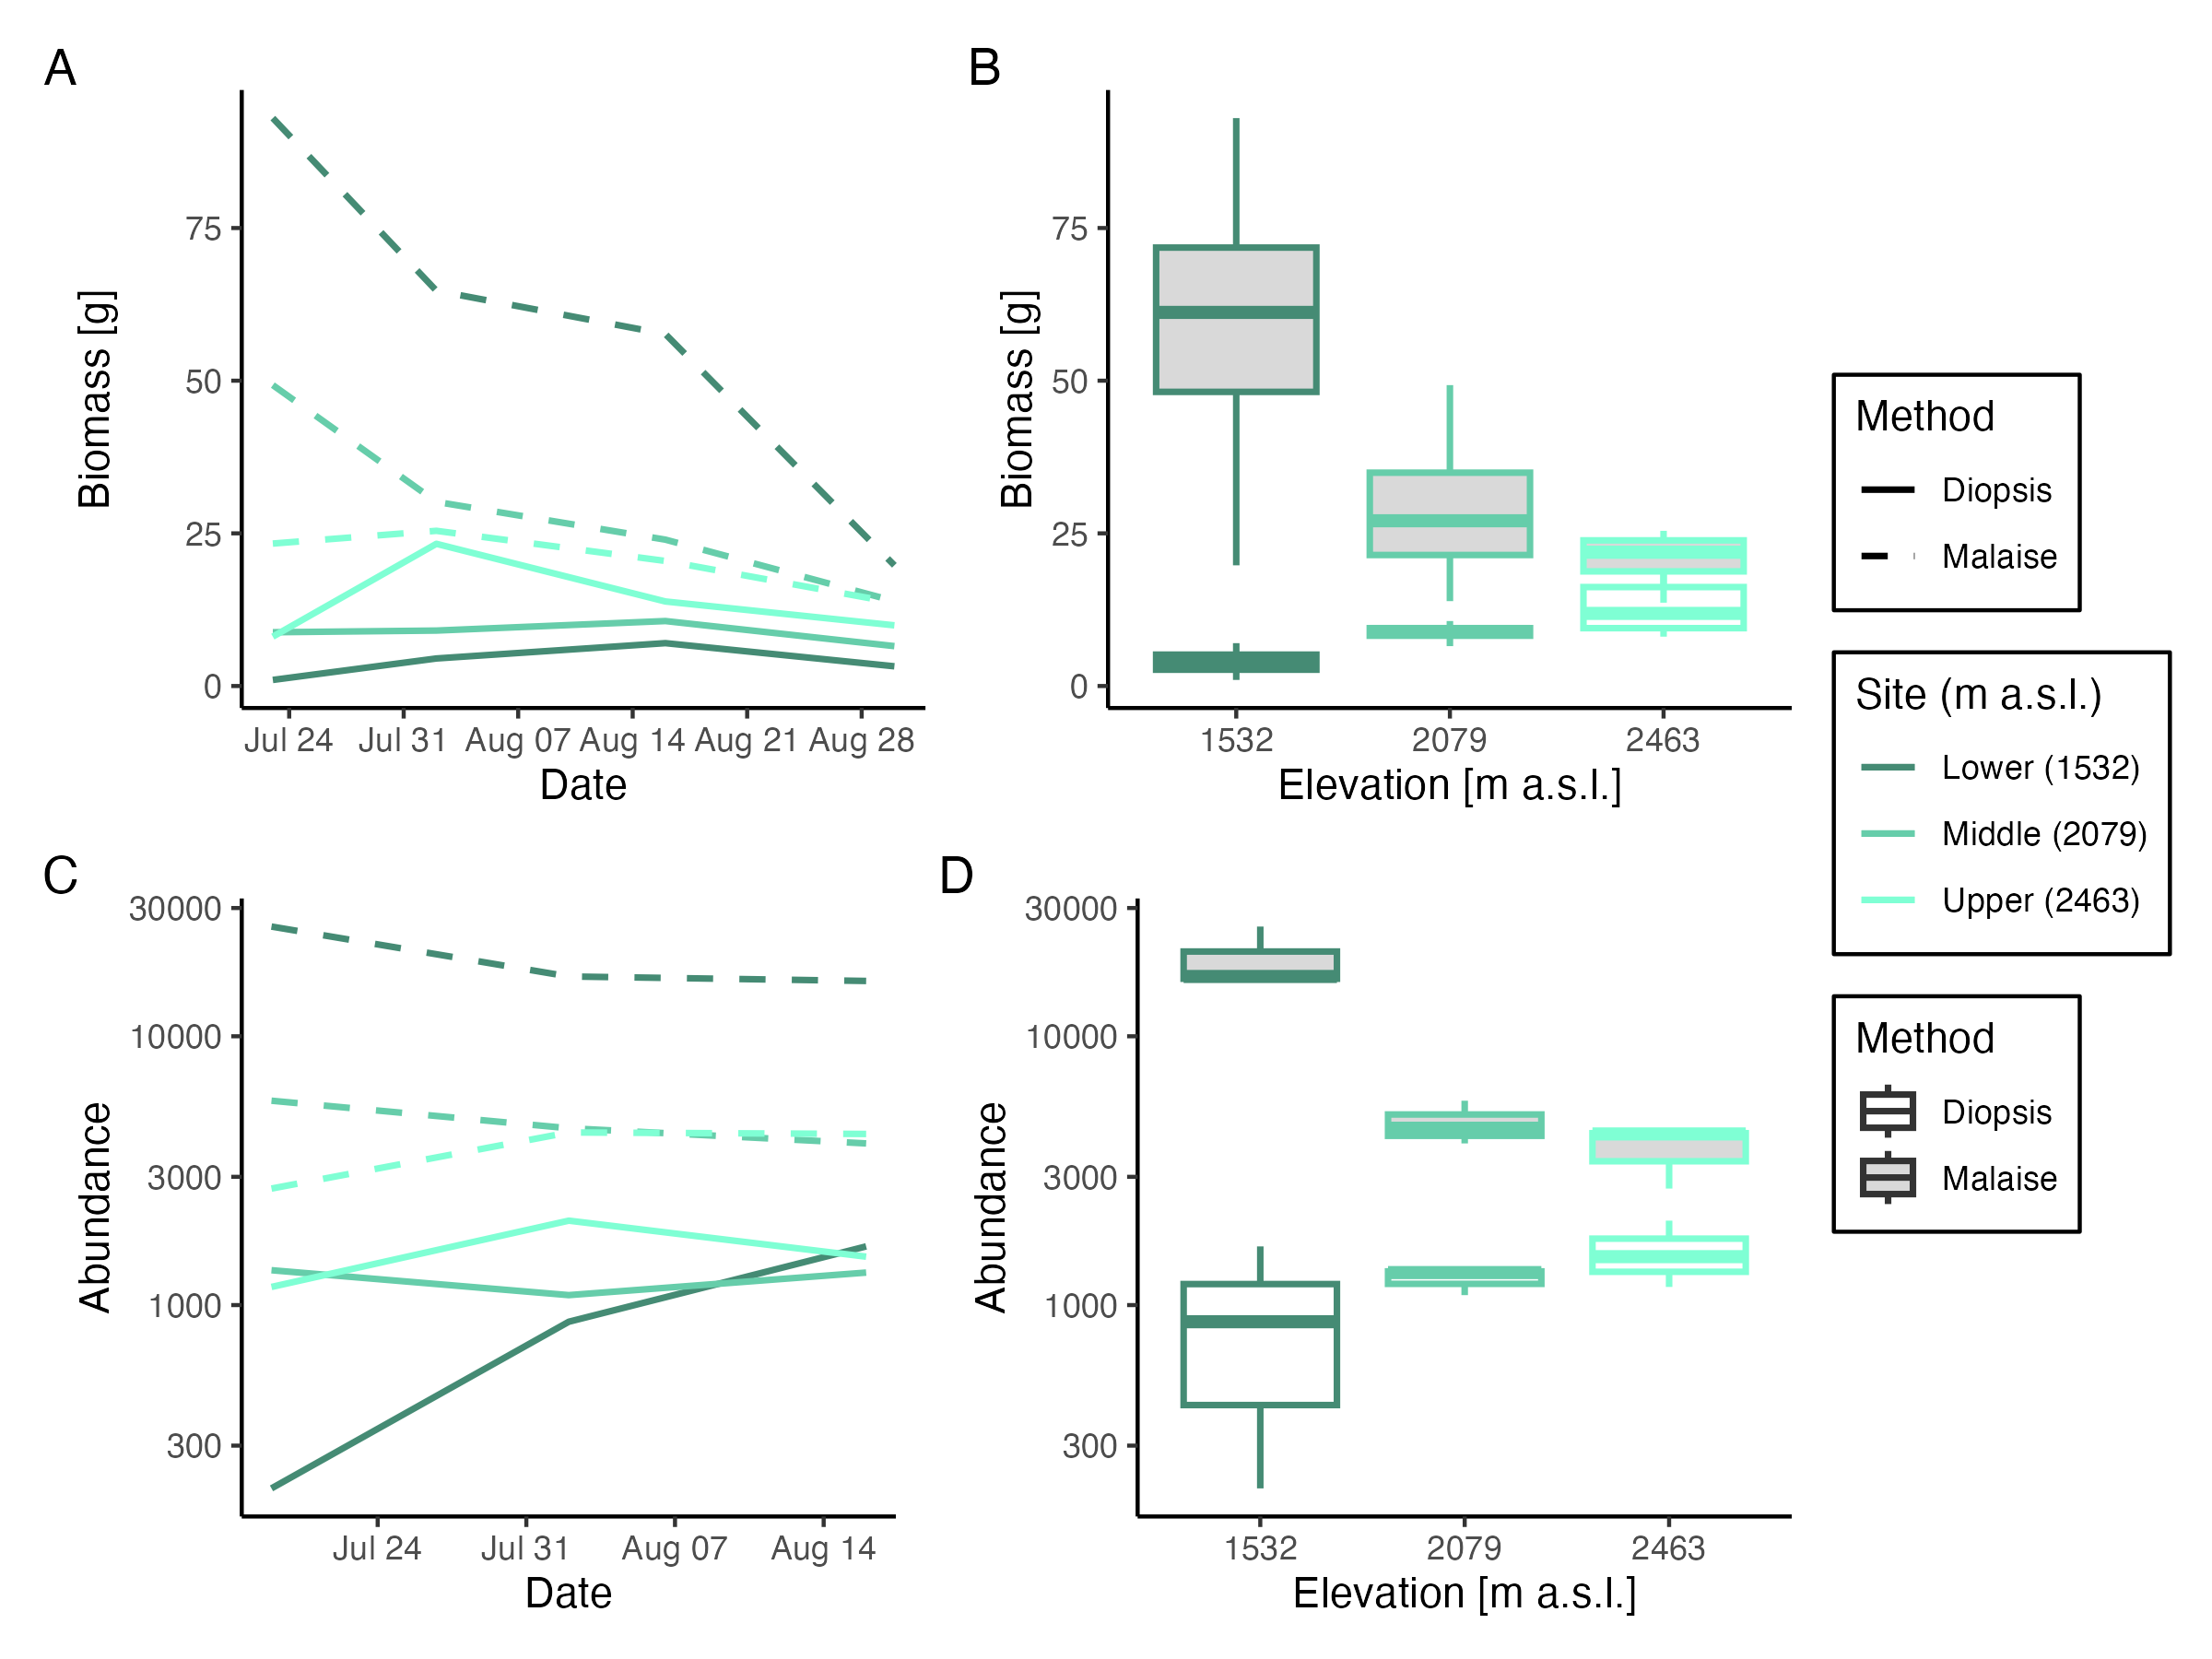 A
Biomass [g]
75
50
25
0
Jul 24 Jul 31 Aug 07 Aug 14 Aug 21 Aug 28
Date
B
Biomass [g]
75
50
25
0
1532 2079 2463
Elevation [m a.s.l.]
C
Abundance
30000
10000
3000
1000
300
Jul 24 Jul 31 Aug 07 Aug 14
Date
D
Abundance
30000
10000
3000
1000
300
1532 2079 2463
Elevation [m a.s.l.]
Method
Diopsis
Malaise
Site (m a.s.l.)
Lower (1532)
Middle (2079)
Upper (2463)
Method
Diopsis
Malaise